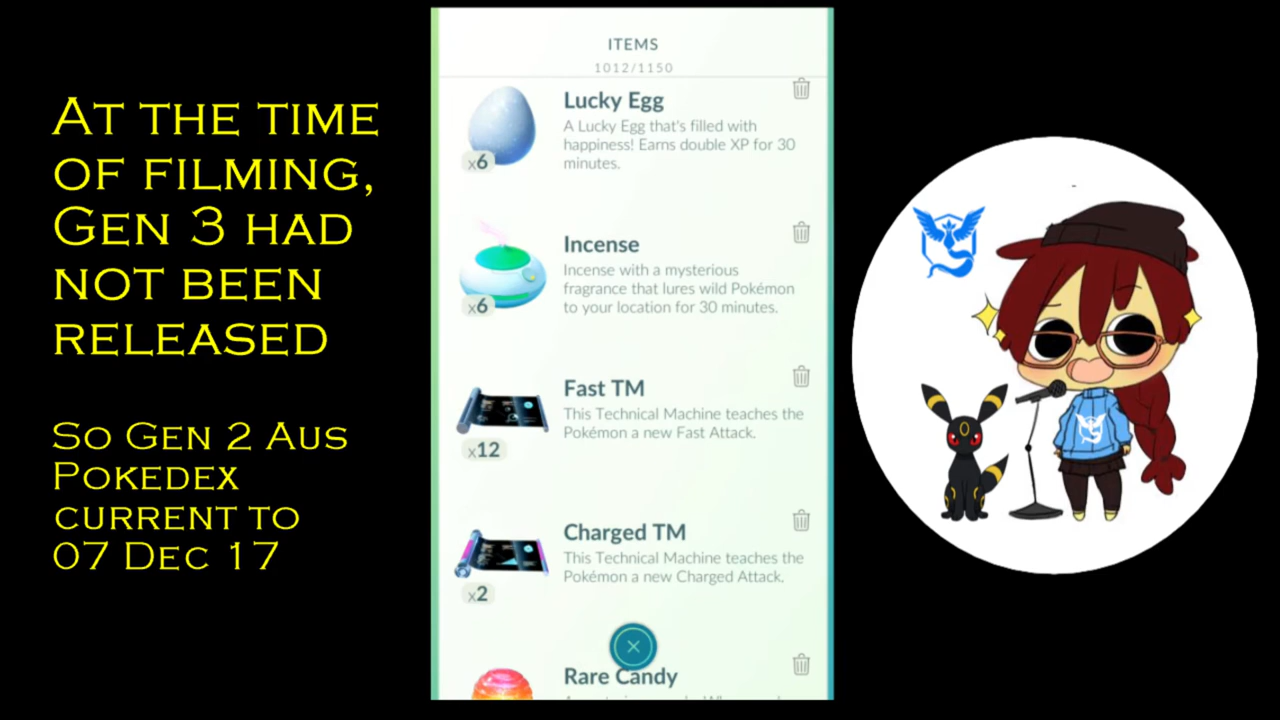 At the time
of filming,
Gen 3 had
not been
released
So Gen 2 Aus
Pokedex
current to
07 Dec 17
ITEMS
1012/1150
Lucky Egg
A Lucky Egg that's filled with
happiness! Earns double XP for 30
minutes.
x6
Incense
Incense with a mysterious
fragrance that lures wild Pokémon
to your location for 30 minutes.
x6
Fast TM
This Technical Machine teaches the
Pokémon a new Fast Attack.
x12
Charged TM
This Technical Machine teaches the
Pokémon a new Charged Attack.
x2
Rare Candy